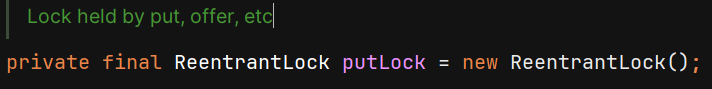 Lock held by put, offer, etc
private final ReentrantLock putLock = new ReentrantLock();